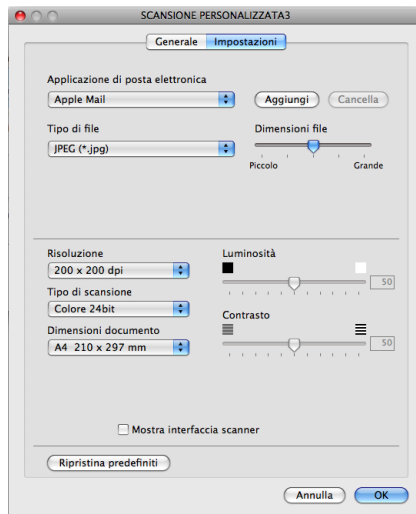 SCANSIONE PERSONALIZZATA3
Generale Impostazioni
Applicazione di posta elettronica
Apple Mail Aggiungi Cancella
Tipo di file Dimensioni file
JPEG (*.jpg)
Piccolo Grande
Risoluzione Luminosità
200 x 200 dpi
50
Tipo di scansione
Colore 24bit
Contrasto
Dimensioni documento
A4 210 x 297 mm 50
Mostra interfaccia scanner
Ripristina predefiniti
Annulla OK